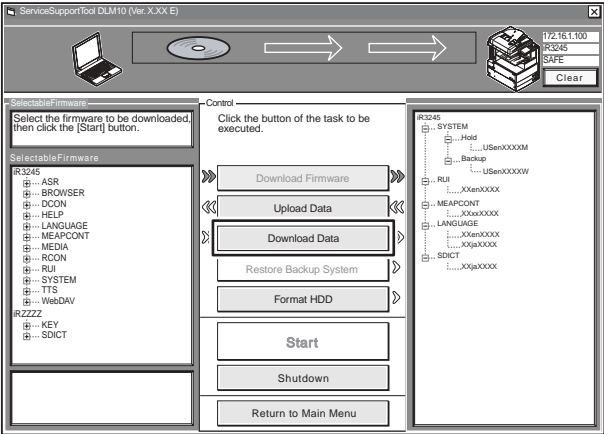 ServiceSupportTool DLM10 (Ver. X.XX E)
172.16.1.100
iR3245
SAFE
Clear
SelectableFirmware
Select the firmware to be downloaded,
then click the [Start] button.
SelectableFirmware
iR3245
ASR
BROWSER
DCON
HELP
LANGUAGE
MEAPCONT
MEDIA
RCON
RUI
SYSTEM
TTS
WebDAV
iRZZZZ
KEY
SDICT
Control
Click the button of the task to be
executed.
Download Firmware
Upload Data
Download Data
Restore Backup System
Format HDD
Start
Shutdown
Return to Main Menu
iR3245
SYSTEM
Hold
USenXXXXM
Backup
USenXXXXW
RUI
XXenXXXX
MEAPCONT
XXxxXXXX
LANGUAGE
XXenXXXX
XXjaXXXX
SDICT
XXjaXXXX